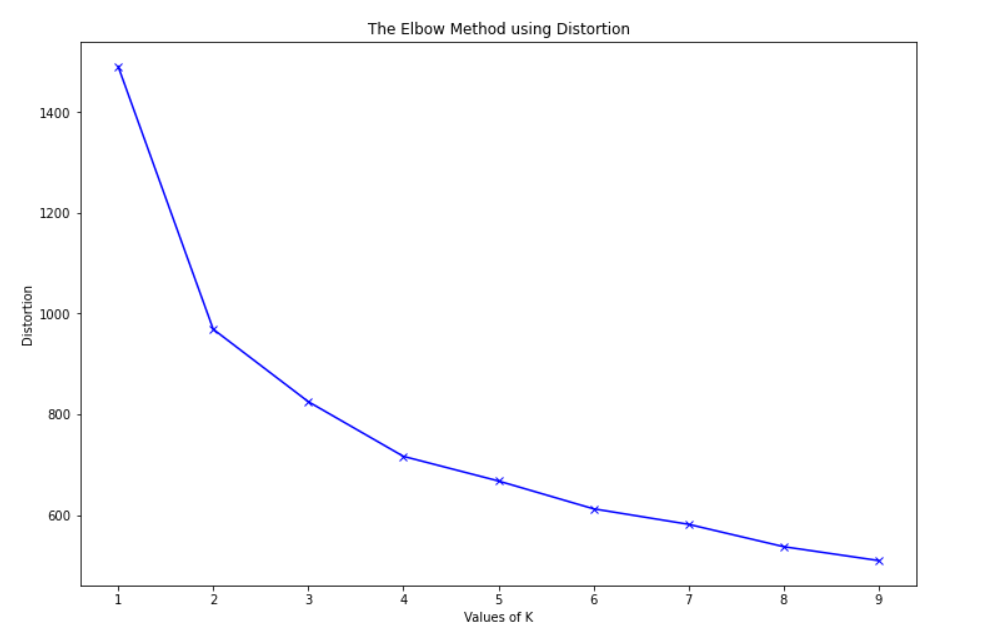 The Elbow Method using Distortion
1400
1200
1000
800
600
Distortion
1 2 3 4 5 6 7 8 9
Values of K